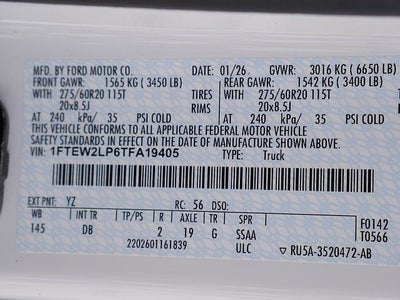 MFD. BY FORD MOTOR CO.
DATE: 01/26 GVWR: 3016 KG ( 6650 LB)
FRONT GAWR: 1565 KG ( 3450 LB) REAR GAWR: 1542 KG ( 3400 LB)
WITH 275/60R20 115T TIRES WITH 275/60R20 115T
20x8.5J RIMS 20x8.5J
AT 240 kPa/ 35 PSI COLD AT 240 kPa/ 35 PSI COLD
THIS VEHICLE CONFORMS TO ALL APPLICABLE FEDERAL MOTOR VEHICLE
SAFETY STANDARDS IN EFFECT ON THE DATE OF MANUFACTURE SHOWN ABOVE.
VIN: 1FTEW2LP6TFA19405 TYPE: Truck
EXT PNT: YZ RC: 56 DSO: F0142
WB INT TR R AXLE TR SPR T0566
145 DB 2 19 G SSAA
2202601161839 ULC RU5A-3520472-AB